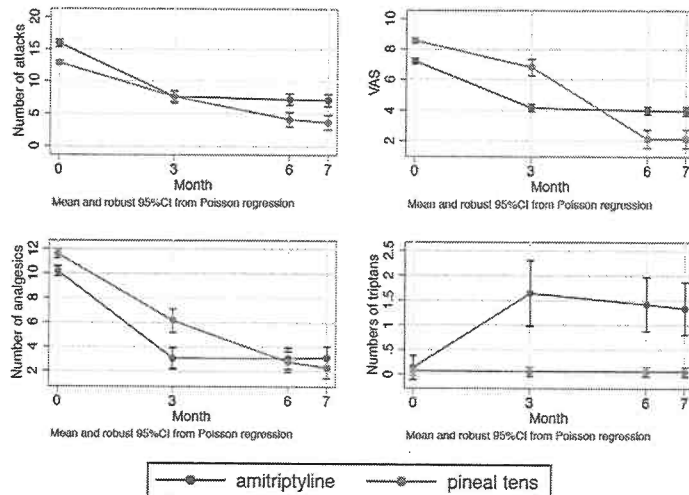 Number of attacks
20
15
10
5
0
0
3
6
7
Month
Mean and robust 95%CI from Poisson regression
VAS
8
6
4
2
0
3
6
7
Month
Mean and robust 95%CI from Poisson regression
Number of analgesics
12
10
8
6
4
2
0
3
6
7
Month
Mean and robust 95%CI from Poisson regression
Numbers of triptans
2.5
2
1.5
1
.5
0
0
3
6
7
Month
Mean and robust 95%CI from Poisson regression
amitriptyline
pineal tens